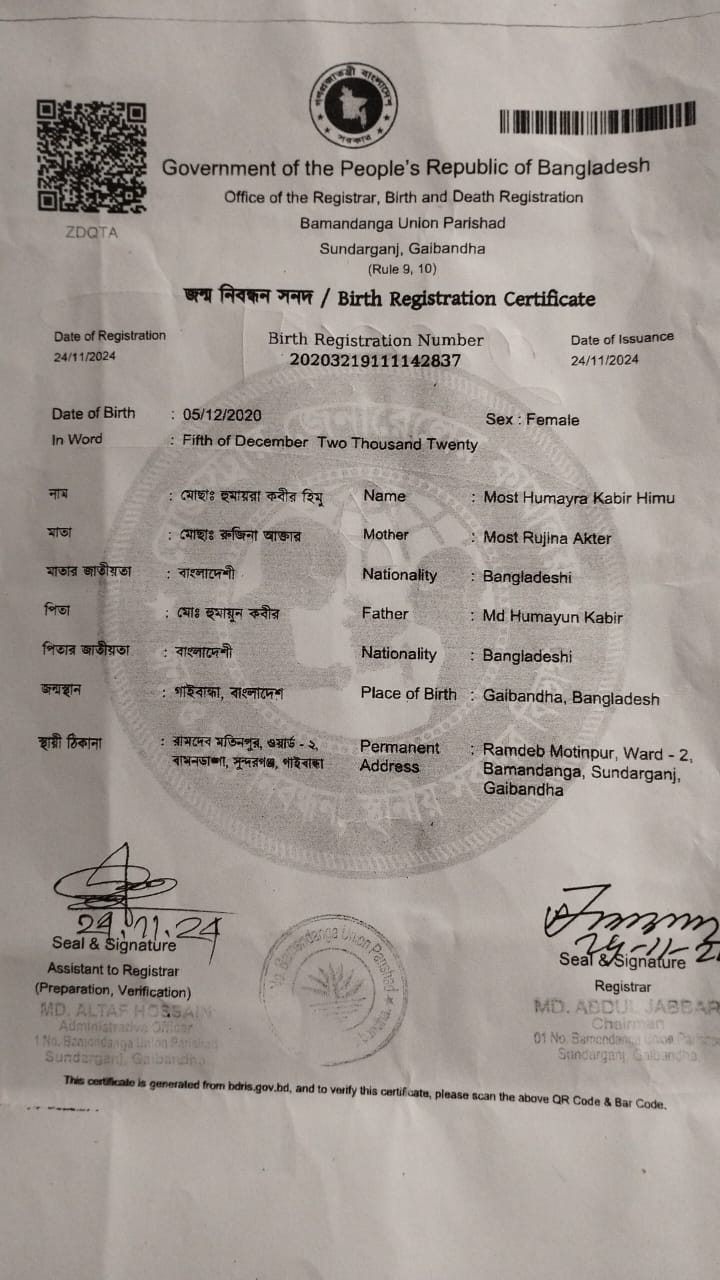 গণপ্রজাতন্ত্রী বাংলাদেশ
সরকার
ZDQTA
Government of the People's Republic of Bangladesh
Office of the Registrar, Birth and Death Registration
Bamandanga Union Parishad
Sundarganj, Gaibandha
(Rule 9, 10)
জন্ম নিবন্ধন সনদ / Birth Registration Certificate
Date of Registration Birth Registration Number Date of Issuance
24/11/2024 20203219111142837 24/11/2024
Date of Birth : 05/12/2020 Sex : Female
In Word : Fifth of December Two Thousand Twenty
নাম : মোছাঃ হুমায়রা কবীর হিমু Name : Most Humayra Kabir Himu
মাতা : মোছাঃ রুজিনা আক্তার Mother : Most Rujina Akter
মাতার জাতীয়তা : বাংলাদেশী Nationality : Bangladeshi
পিতা : মোঃ হুমায়ুন কবীর Father : Md Humayun Kabir
পিতার জাতীয়তা : বাংলাদেশী Nationality : Bangladeshi
জন্মস্থান : গাইবান্ধা, বাংলাদেশ Place of Birth : Gaibandha, Bangladesh
স্থায়ী ঠিকানা : রামদেব মতিনপুর, ওয়ার্ড - ২, Permanent : Ramdeb Motinpur, Ward - 2,
বামনডাঙ্গা, সুন্দরগঞ্জ, গাইবান্ধা Address Bamandanga, Sundarganj,
Gaibandha
24.11.24
Seal & Signature Seal & Signature
Assistant to Registrar Registrar
(Preparation, Verification)
MD. ALTAF HOSSAIN MD. ABDUL JABBAR
Administrative Officer Chairman
1 No. Bamondanga Union Parishad 01 No. Bamondanga Union
Sundarganj, Gaibandha Sundarganj, Gaibandha
No. Bamandanga Union Parishad
This certificate is generated from bdris.gov.bd, and to verify this certificate, please scan the above QR Code & Bar Code.